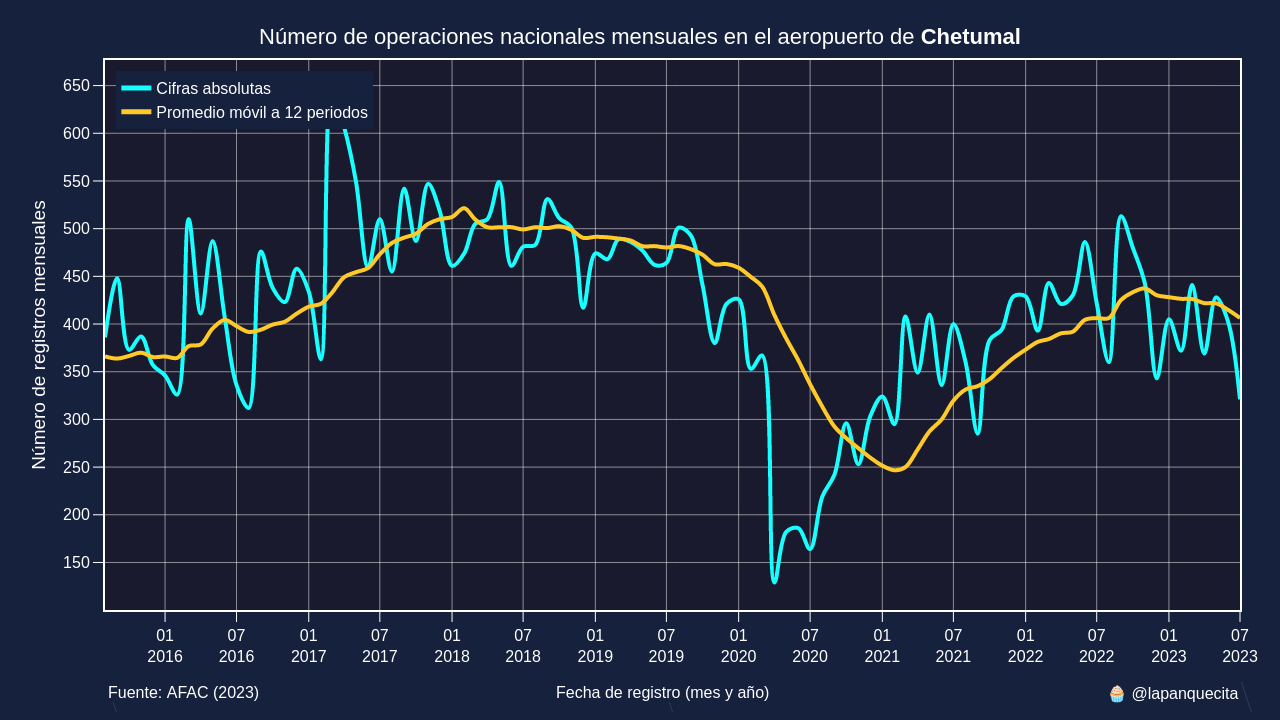 Número de operaciones nacionales mensuales en el aeropuerto de Chetumal
Cifras absolutas
Promedio móvil a 12 periodos
Número de registros mensuales
650
600
550
500
450
400
350
300
250
200
150
01 07 01 07 01 07 01 07 01 07 01 07 01 07 01 07
2016 2016 2017 2017 2018 2018 2019 2019 2020 2020 2021 2021 2022 2022 2023 2023
Fuente: AFAC (2023)
Fecha de registro (mes y año)
🧁 @lapanquecita